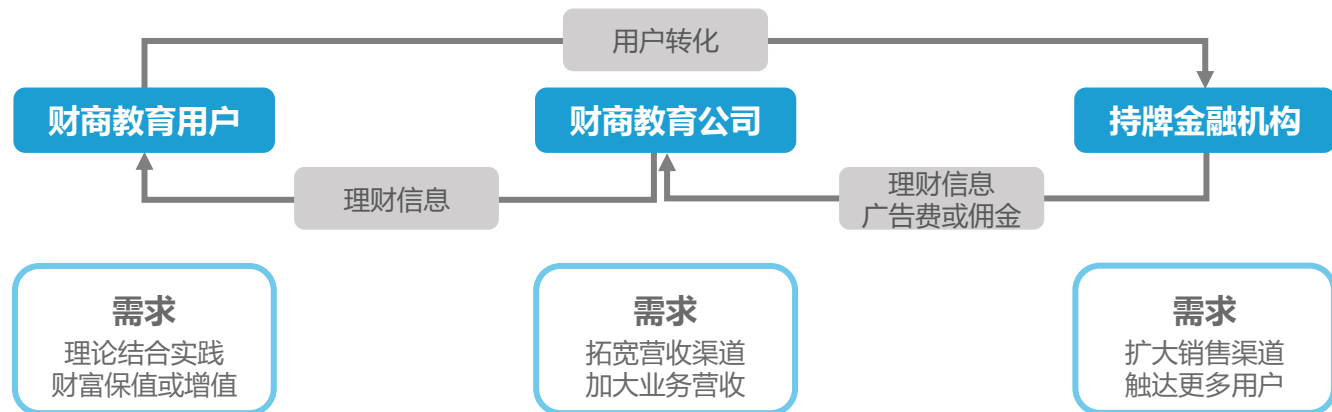 用户转化
财商教育用户
财商教育公司
持牌金融机构
理财信息
理财信息
广告费或佣金
需求
理论结合实践
财富保值或增值
需求
拓宽营收渠道
加大业务营收
需求
扩大销售渠道
触达更多用户